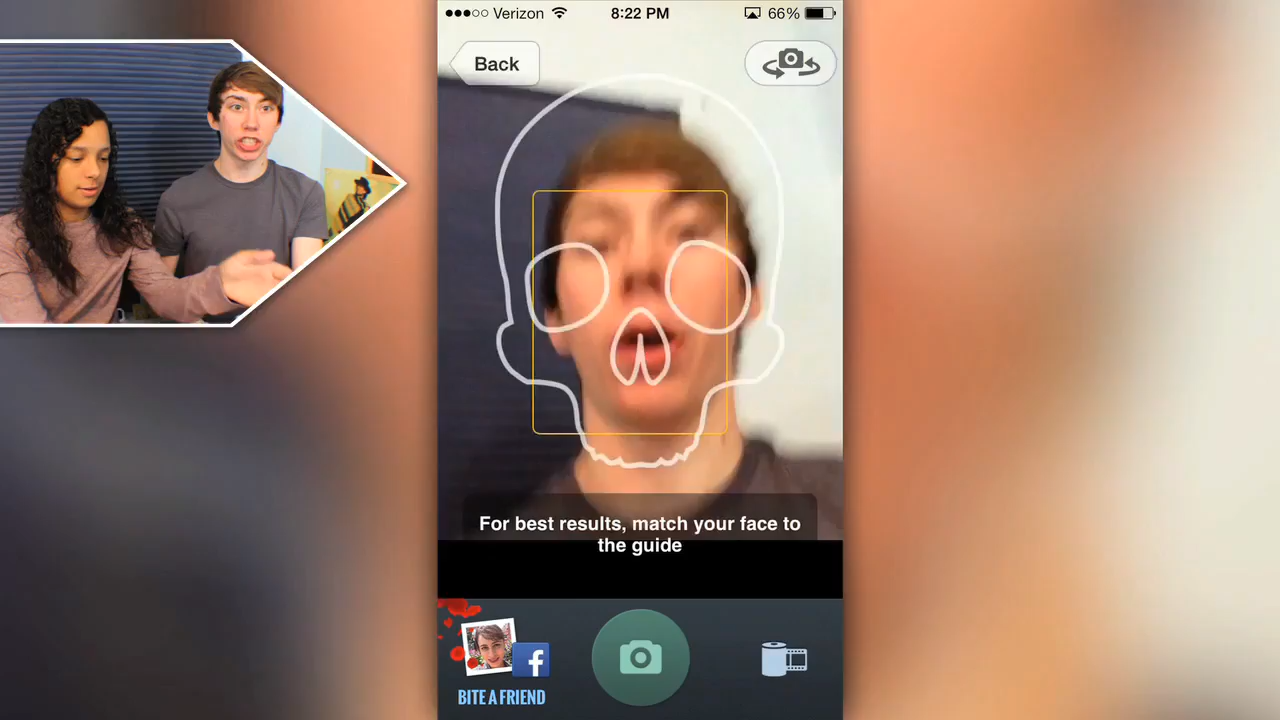 Verizon 8:22 PM 66%
Back
For best results, match your face to
the guide
f
BITE A FRIEND